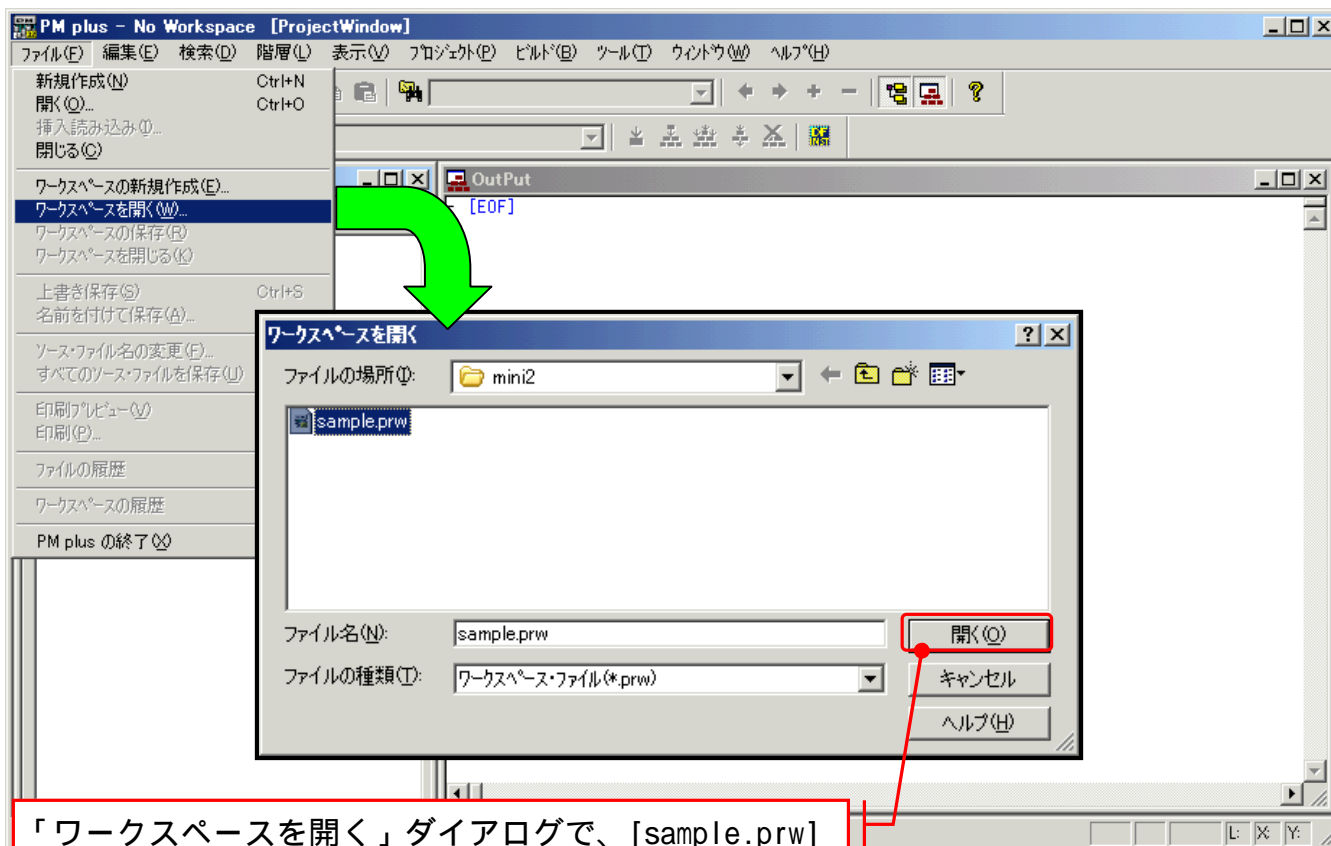 PM plus - No Workspace [ProjectWindow]
ファイル(F) 編集(E) 検索(D) 階層(L) 表示(V) プロジェクト(P) ビルド(B) ツール(T) ウィンドウ(W) ヘルプ(H)
新規作成(N) Ctrl+N
開く(O)... Ctrl+O
挿入読み込み(I)...
閉じる(C)
ワークスペースの新規作成(E)...
ワークスペースを開く(W)...
ワークスペースの保存(R)
ワークスペースを閉じる(K)
上書き保存(S) Ctrl+S
名前を付けて保存(A)...
ソース・ファイル名の変更(F)...
すべてのソース・ファイルを保存(U)
印刷プレビュー(V)
印刷(P)...
ファイルの履歴
ワークスペースの履歴
PM plus の終了(X)
OutPut
[EOF]
ワークスペースを開く
ファイルの場所(I): mini2
sample.prw
ファイル名(N): sample.prw 開く(O)
ファイルの種類(T): ワークスペース・ファイル(*.prw) キャンセル
ヘルプ(H)
「ワークスペースを開く」ダイアログで、[sample.prw]
L: X: Y: